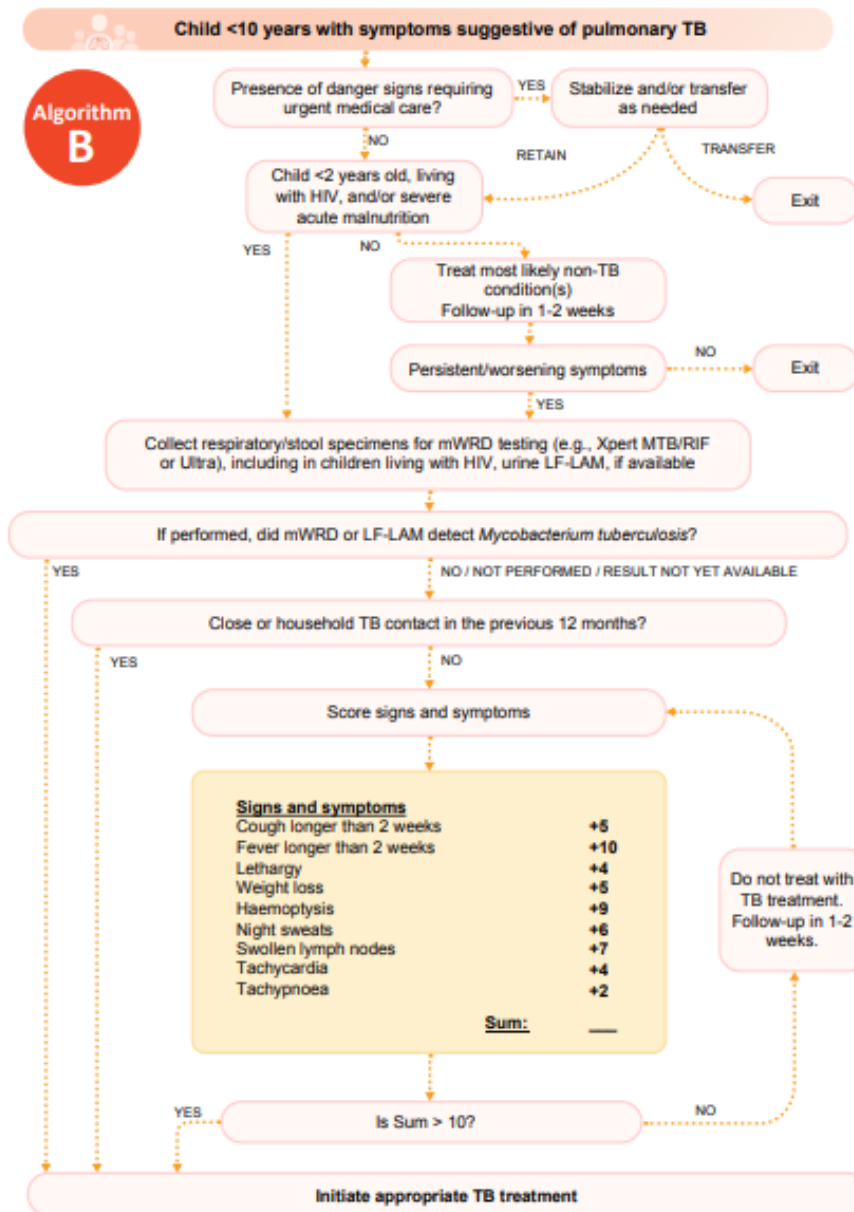 Child <10 years with symptoms suggestive of pulmonary TB
Algorithm
B
Presence of danger signs requiring
urgent medical care?
YES
Stabilize and/or transfer
as needed
NO
RETAIN
TRANSFER
Child <2 years old, living
with HIV, and/or severe
acute malnutrition
Exit
YES
NO
Treat most likely non-TB
condition(s)
Follow-up in 1-2 weeks
Persistent/worsening symptoms
NO
Exit
YES
Collect respiratory/stool specimens for mWRD testing (e.g., Xpert MTB/RIF
or Ultra), including in children living with HIV, urine LF-LAM, if available
If performed, did mWRD or LF-LAM detect Mycobacterium tuberculosis?
YES
NO / NOT PERFORMED / RESULT NOT YET AVAILABLE
Close or household TB contact in the previous 12 months?
YES
NO
Score signs and symptoms
Signs and symptoms
Cough longer than 2 weeks +5
Fever longer than 2 weeks +10
Lethargy +4
Weight loss +5
Haemoptysis +9
Night sweats +6
Swollen lymph nodes +7
Tachycardia +4
Tachypnoea +2
Sum: ___
Do not treat with
TB treatment.
Follow-up in 1-2
weeks.
YES
Is Sum > 10?
NO
Initiate appropriate TB treatment